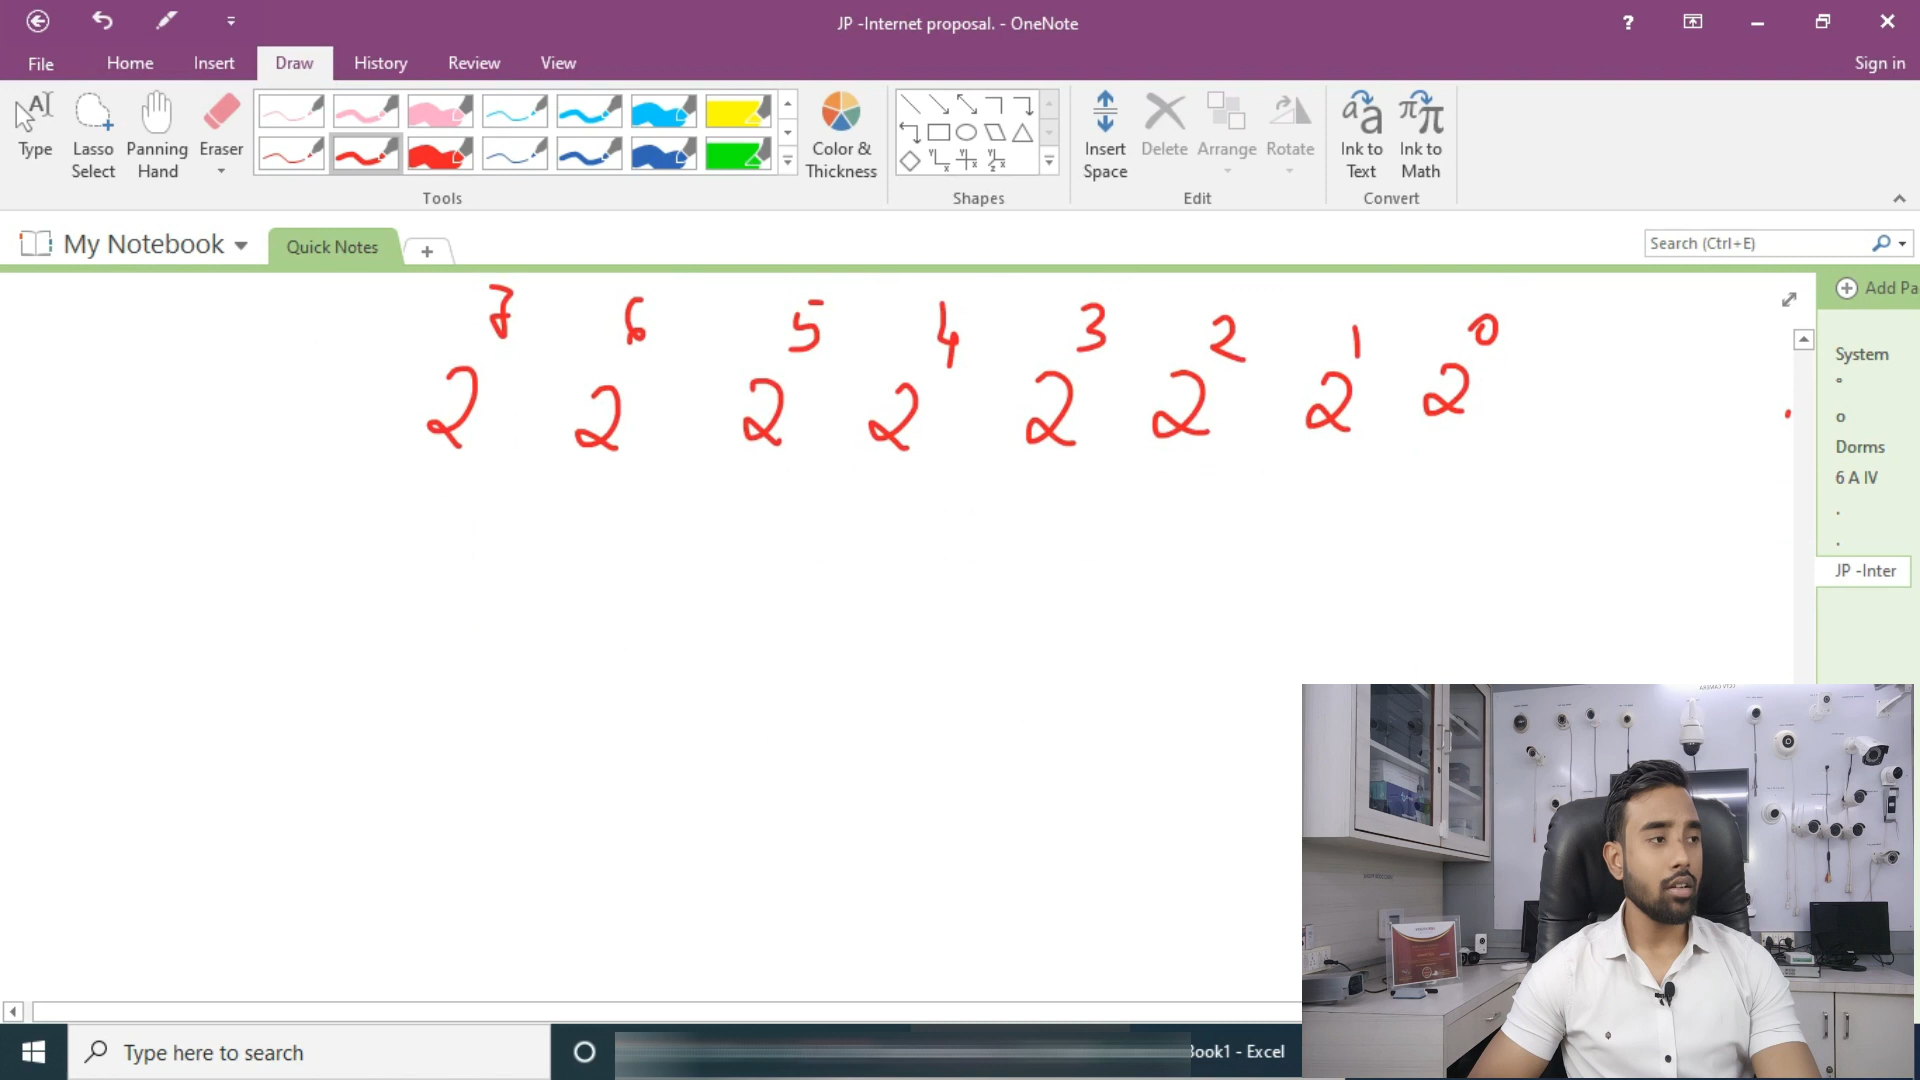 JP -Internet proposal. - OneNote
File Home Insert Draw History Review View Sign in
Type Lasso Select Panning Hand Eraser Color & Thickness Insert Space Delete Arrange Rotate Ink to Text Ink to Math
Tools Shapes Edit Convert
My Notebook Quick Notes Search (Ctrl+E)
Add Pa
7 6 5 4 3 2 1 0
2 2 2 2 2 2 2 2
System
o
Dorms
6 A IV
.
.
JP -Inter
Type here to search
Book1 - Excel